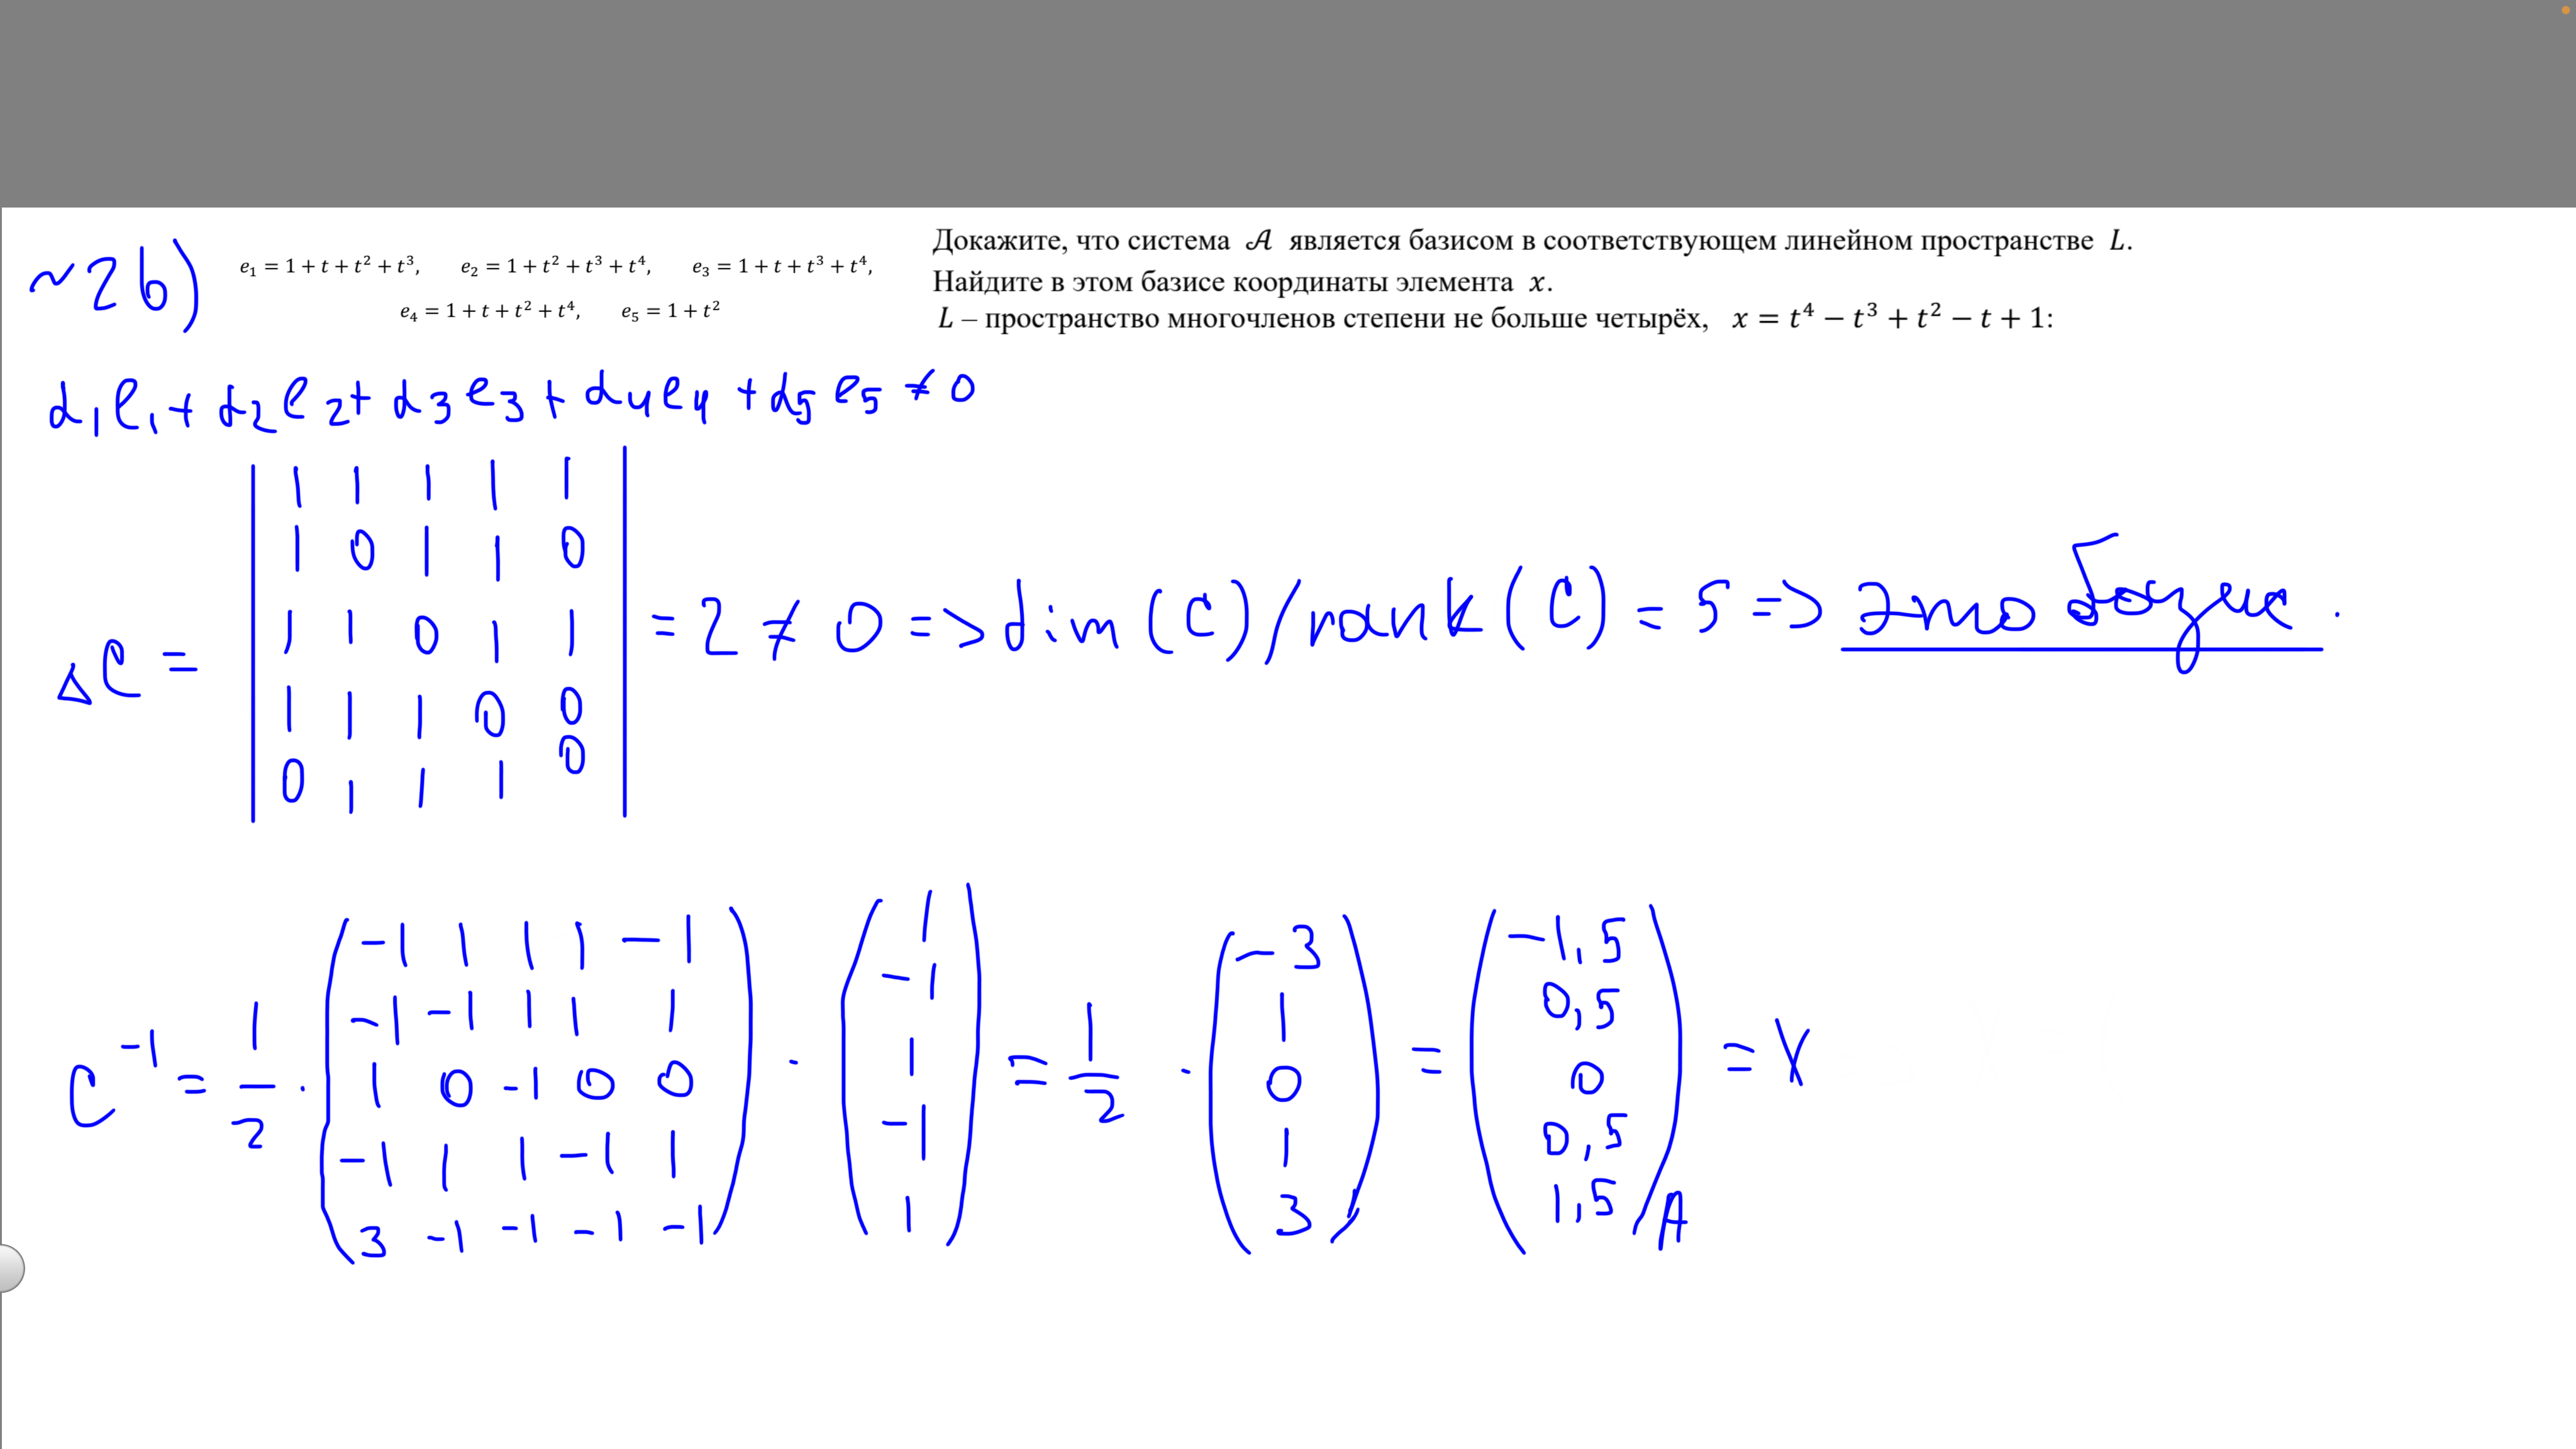 ~2b)
e₁ = 1 + t + t² + t³, e₂ = 1 + t² + t³ + t⁴, e₃ = 1 + t + t³ + t⁴,
e₄ = 1 + t + t² + t⁴, e₅ = 1 + t²
Докажите, что система 𝒜 является базисом в соответствующем линейном пространстве L.
Найдите в этом базисе координаты элемента x.
L – пространство многочленов степени не больше четырёх, x = t⁴ − t³ + t² − t + 1:
α₁e₁ + α₂e₂ + α₃e₃ + α₄e₄ + α₅e₅ ≠ 0
ΔC = | 1 1 1 1 1 |
| 1 0 1 1 0 |
| 1 1 0 1 1 |
| 1 1 1 0 0 |
| 0 1 1 1 0 |
= 2 ≠ 0 => dim(C)/rank(C) = 5 => это базис.
C⁻¹ = 1/2 ·
( -1 1 1 1 -1 )
( -1 -1 1 1 1 )
( 1 0 -1 0 0 )
( -1 1 1 -1 1 )
( 3 -1 -1 -1 -1 )
· ( 1 -1 1 -1 1 )
= 1/2 · ( -3 1 0 1 3 )
= ( -1,5 0,5 0 0,5 1,5 ) A = X